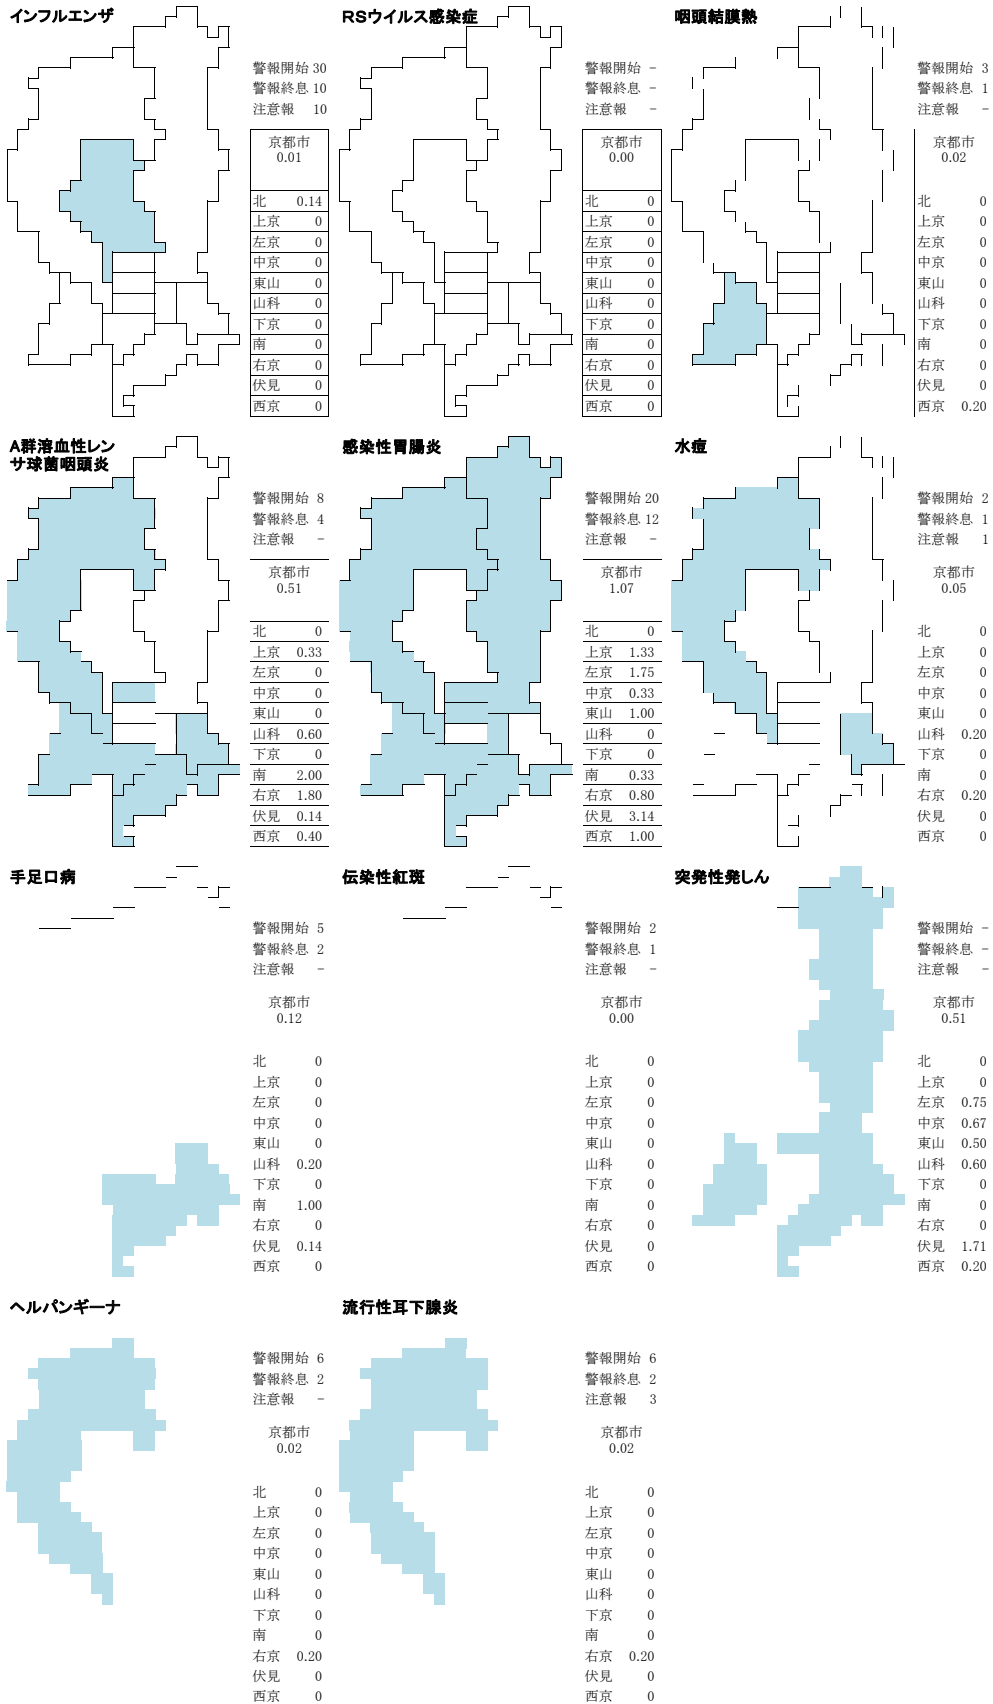 インフルエンザ
警報開始 30
警報終息 10
注意報 10
京都市
0.01
北 0.14
上京 0
左京 0
中京 0
東山 0
山科 0
下京 0
南 0
右京 0
伏見 0
西京 0
RSウイルス感染症
警報開始 -
警報終息 -
注意報 -
京都市
0.00
北 0
上京 0
左京 0
中京 0
東山 0
山科 0
下京 0
南 0
右京 0
伏見 0
西京 0
咽頭結膜熱
警報開始 3
警報終息 1
注意報 -
京都市
0.02
北 0
上京 0
左京 0
中京 0
東山 0
山科 0
下京 0
南 0
右京 0
伏見 0
西京 0.20
A群溶血性レン
サ球菌咽頭炎
警報開始 8
警報終息 4
注意報 -
京都市
0.51
北 0
上京 0.33
左京 0
中京 0
東山 0
山科 0.60
下京 0
南 2.00
右京 1.80
伏見 0.14
西京 0.40
感染性胃腸炎
警報開始 20
警報終息 12
注意報 -
京都市
1.07
北 0
上京 1.33
左京 1.75
中京 0.33
東山 1.00
山科 0
下京 0
南 0.33
右京 0.80
伏見 3.14
西京 1.00
水痘
警報開始 2
警報終息 1
注意報 1
京都市
0.05
北 0
上京 0
左京 0
中京 0
東山 0
山科 0.20
下京 0
南 0
右京 0.20
伏見 0
西京 0
手足口病
警報開始 5
警報終息 2
注意報 -
京都市
0.12
北 0
上京 0
左京 0
中京 0
東山 0
山科 0.20
下京 0
南 1.00
右京 0
伏見 0.14
西京 0
伝染性紅斑
警報開始 2
警報終息 1
注意報 -
京都市
0.00
北 0
上京 0
左京 0
中京 0
東山 0
山科 0
下京 0
南 0
右京 0
伏見 0
西京 0
突発性発しん
警報開始 -
警報終息 -
注意報 -
京都市
0.51
北 0
上京 0
左京 0.75
中京 0.67
東山 0.50
山科 0.60
下京 0
南 0
右京 0
伏見 1.71
西京 0.20
ヘルパンギーナ
警報開始 6
警報終息 2
注意報 -
京都市
0.02
北 0
上京 0
左京 0
中京 0
東山 0
山科 0
下京 0
南 0
右京 0.20
伏見 0
西京 0
流行性耳下腺炎
警報開始 6
警報終息 2
注意報 3
京都市
0.02
北 0
上京 0
左京 0
中京 0
東山 0
山科 0
下京 0
南 0
右京 0.20
伏見 0
西京 0